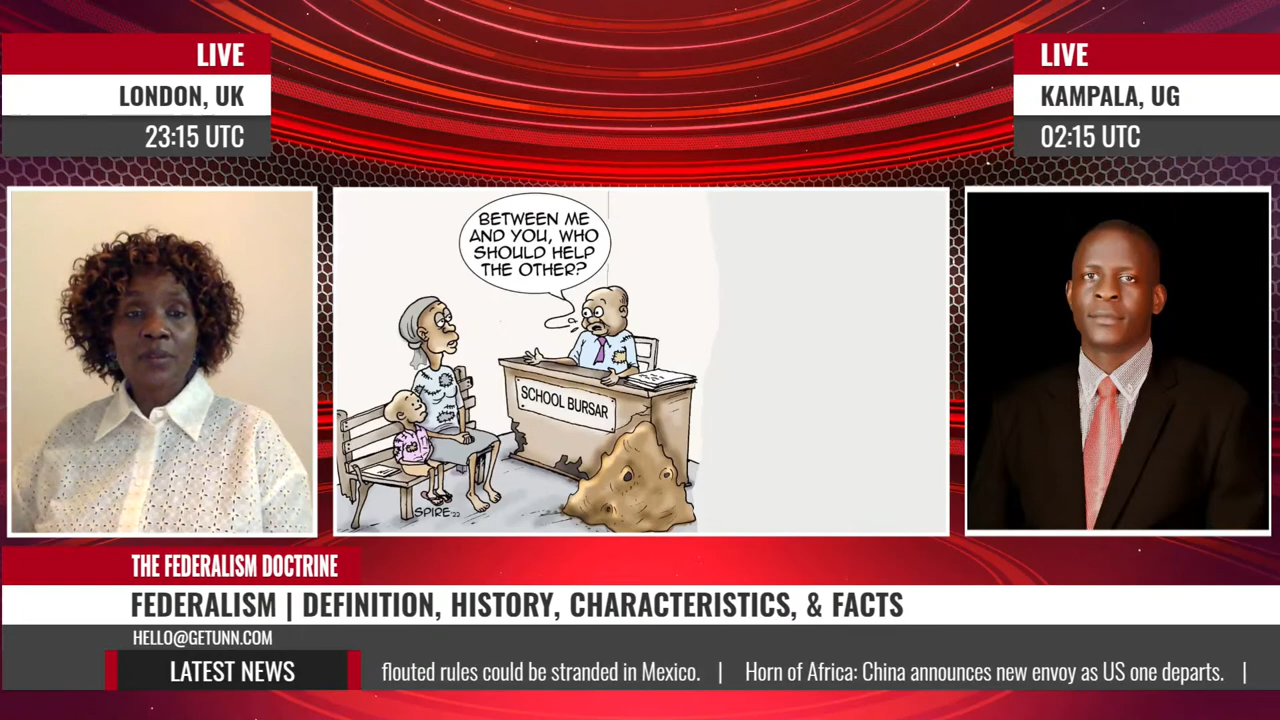 LIVE
LONDON, UK
23:15 UTC
LIVE
KAMPALA, UG
02:15 UTC
BETWEEN ME
AND YOU, WHO
SHOULD HELP
THE OTHER?
SCHOOL BURSAR
SPIRE '22
THE FEDERALISM DOCTRINE
FEDERALISM | DEFINITION, HISTORY, CHARACTERISTICS, & FACTS
HELLO@GETUNN.COM
LATEST NEWS
flouted rules could be stranded in Mexico. | Horn of Africa: China announces new envoy as US one departs. |